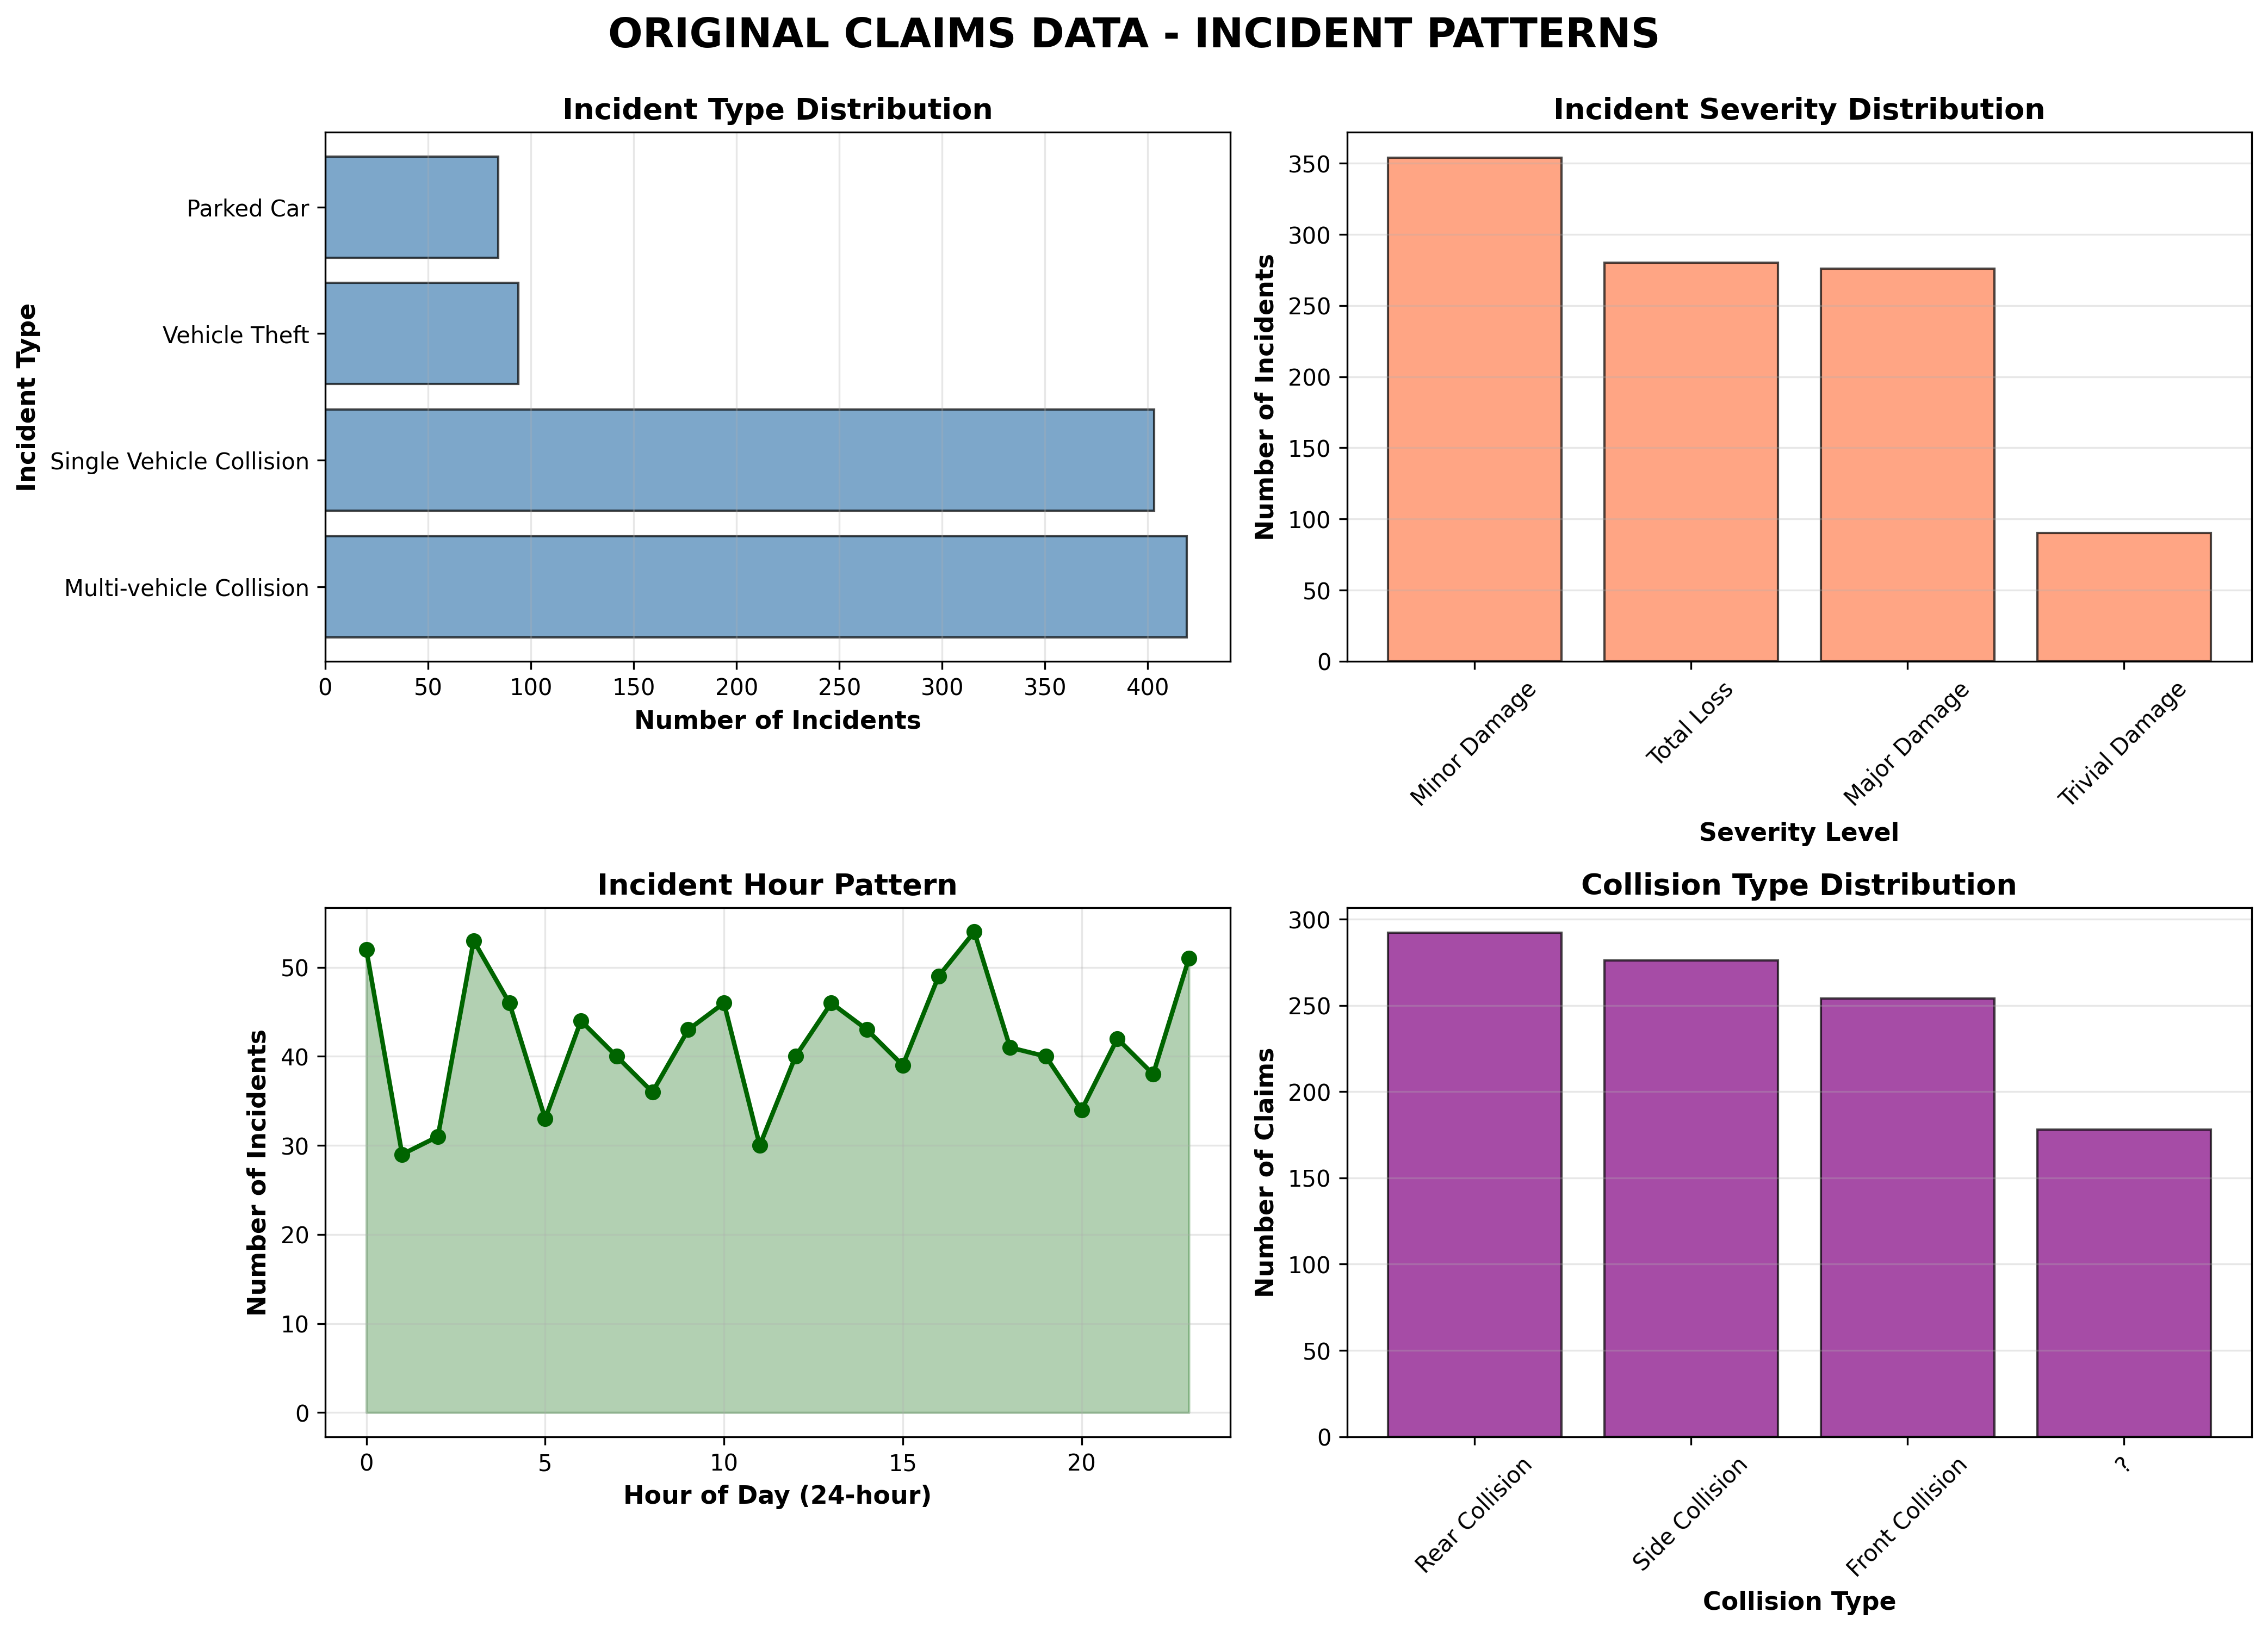 ORIGINAL CLAIMS DATA - INCIDENT PATTERNS
Incident Type Distribution
Incident Type
Parked Car
Vehicle Theft
Single Vehicle Collision
Multi-vehicle Collision
0 50 100 150 200 250 300 350 400
Number of Incidents
Incident Severity Distribution
Number of Incidents
350
300
250
200
150
100
50
0
Minor Damage
Total Loss
Major Damage
Trivial Damage
Severity Level
Incident Hour Pattern
Number of Incidents
50
40
30
20
10
0
0 5 10 15 20
Hour of Day (24-hour)
Collision Type Distribution
Number of Claims
300
250
200
150
100
50
0
Rear Collision
Side Collision
Front Collision
?
Collision Type